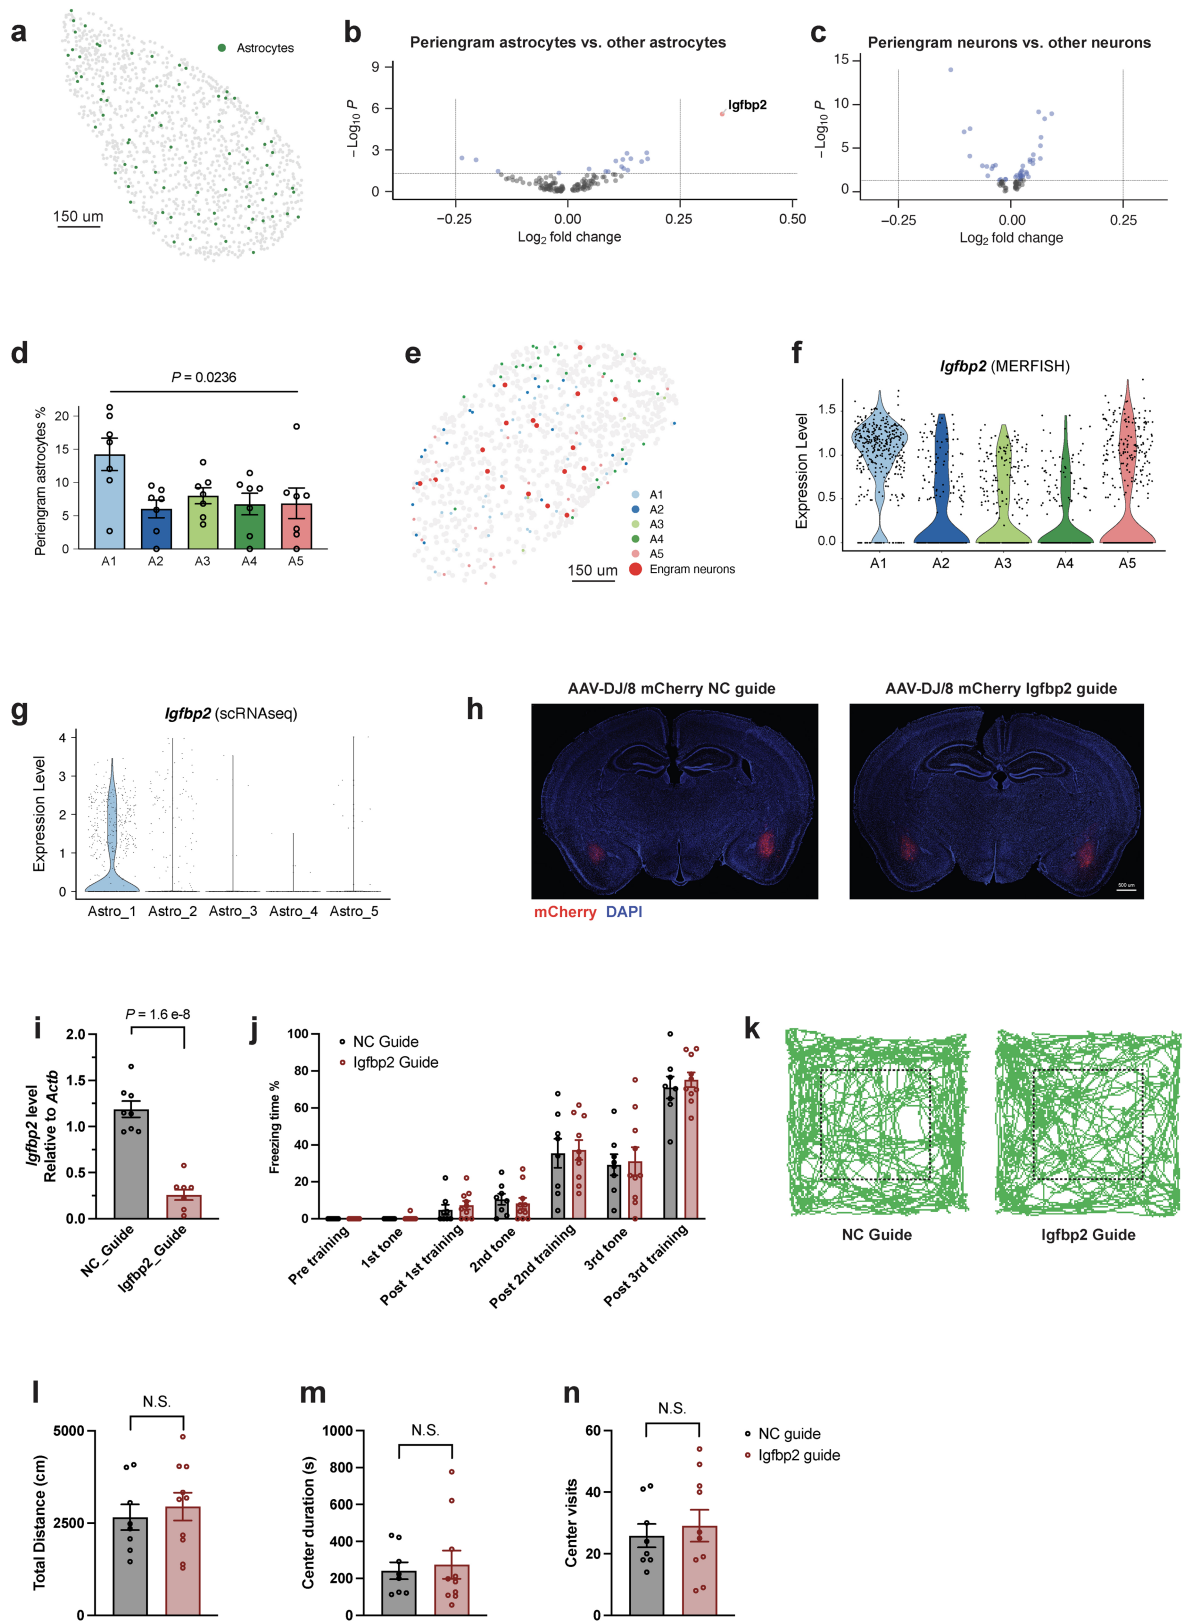 a
Astrocytes
150 um
b
Periengram astrocytes vs. other astrocytes
− Log10 P
9
6
3
0
Igfbp2
−0.25
0.00
0.25
0.50
Log2 fold change
c
Periengram neurons vs. other neurons
− Log10 P
15
10
5
0
−0.25
0.00
0.25
Log2 fold change
d
P = 0.0236
Periengram astrocytes %
20
15
10
5
0
A1 A2 A3 A4 A5
e
A1
A2
A3
A4
A5
Engram neurons
150 um
f
Igfbp2 (MERFISH)
Expression Level
1.5
1.0
0.5
0.0
A1 A2 A3 A4 A5
g
Igfbp2 (scRNAseq)
Expression Level
4
3
2
1
0
Astro_1 Astro_2 Astro_3 Astro_4 Astro_5
h
AAV-DJ/8 mCherry NC guide
AAV-DJ/8 mCherry Igfbp2 guide
500 um
mCherry DAPI
i
P = 1.6 e-8
Igfbp2 level
Relative to Actb
2.0
1.5
1.0
0.5
0.0
NC_Guide
Igfbp2_Guide
j
NC Guide
Igfbp2 Guide
Freezing time %
100
80
60
40
20
0
Pre training
1st tone
Post 1st training
2nd tone
Post 2nd training
3rd tone
Post 3rd training
k
NC Guide
Igfbp2 Guide
l
N.S.
Total Distance (cm)
5000
2500
0
m
N.S.
Center duration (s)
1000
800
600
400
200
0
n
N.S.
Center visits
60
40
20
0
NC guide
Igfbp2 guide